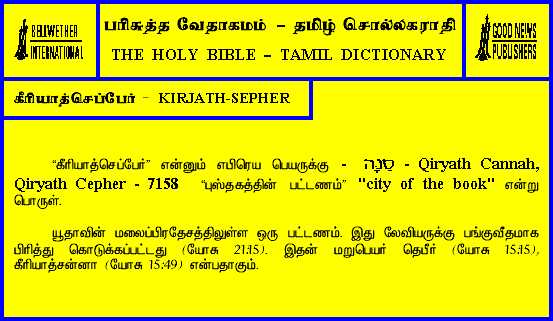 BELLWETHER
INTERNATIONAL
பரிசுத்த வேதாகமம் – தமிழ் சொல்லகராதி
THE HOLY BIBLE – TAMIL DICTIONARY
GOOD NEWS
PUBLISHERS
கீரியாத்செப்பேர் – KIRJATH-SEPHER
“கீரியாத்செப்பேர்” என்னும் எபிரெய பெயருக்கு - סַנָּה - Qiryath Cannah,
Qiryath Cepher - 7158 “புஸ்தகத்தின் பட்டணம்” "city of the book" என்று
பொருள்.
யூதாவின் மலைப்பிரதேசத்திலுள்ள ஒரு பட்டணம். இது லேவியருக்கு பங்குவீதமாக
பிரித்து கொடுக்கப்பட்டது (யோசு 21:15). இதன் மறுபெயர் தெபீர் (யோசு 15:15),
கீரியாத்சன்னா (யோசு 15:49) என்பதாகும்.